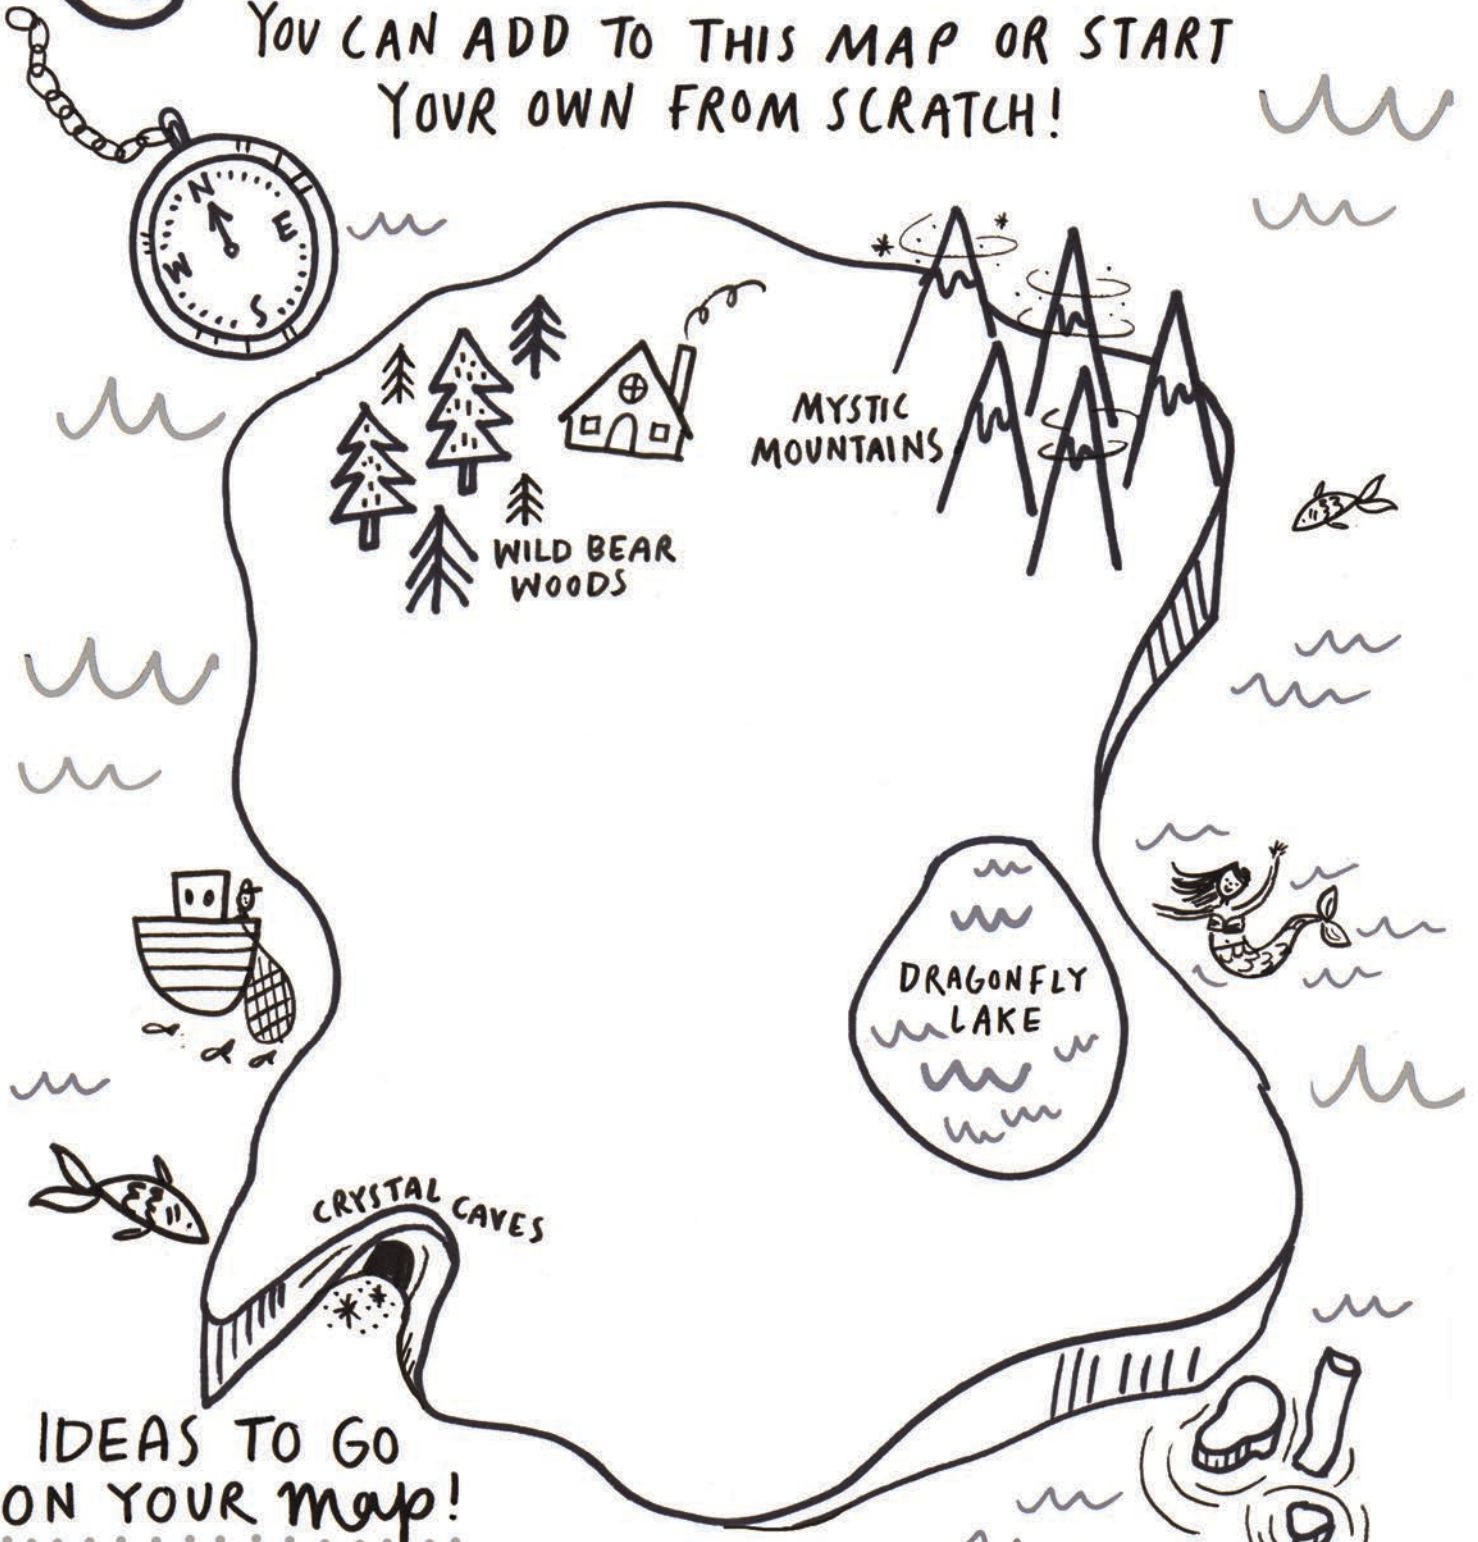 YOU CAN ADD TO THIS MAP OR START
YOUR OWN FROM SCRATCH!
N
E
W
S
MYSTIC
MOUNTAINS
WILD BEAR
WOODS
DRAGONFLY
LAKE
CRYSTAL CAVES
IDEAS TO GO
ON YOUR map!